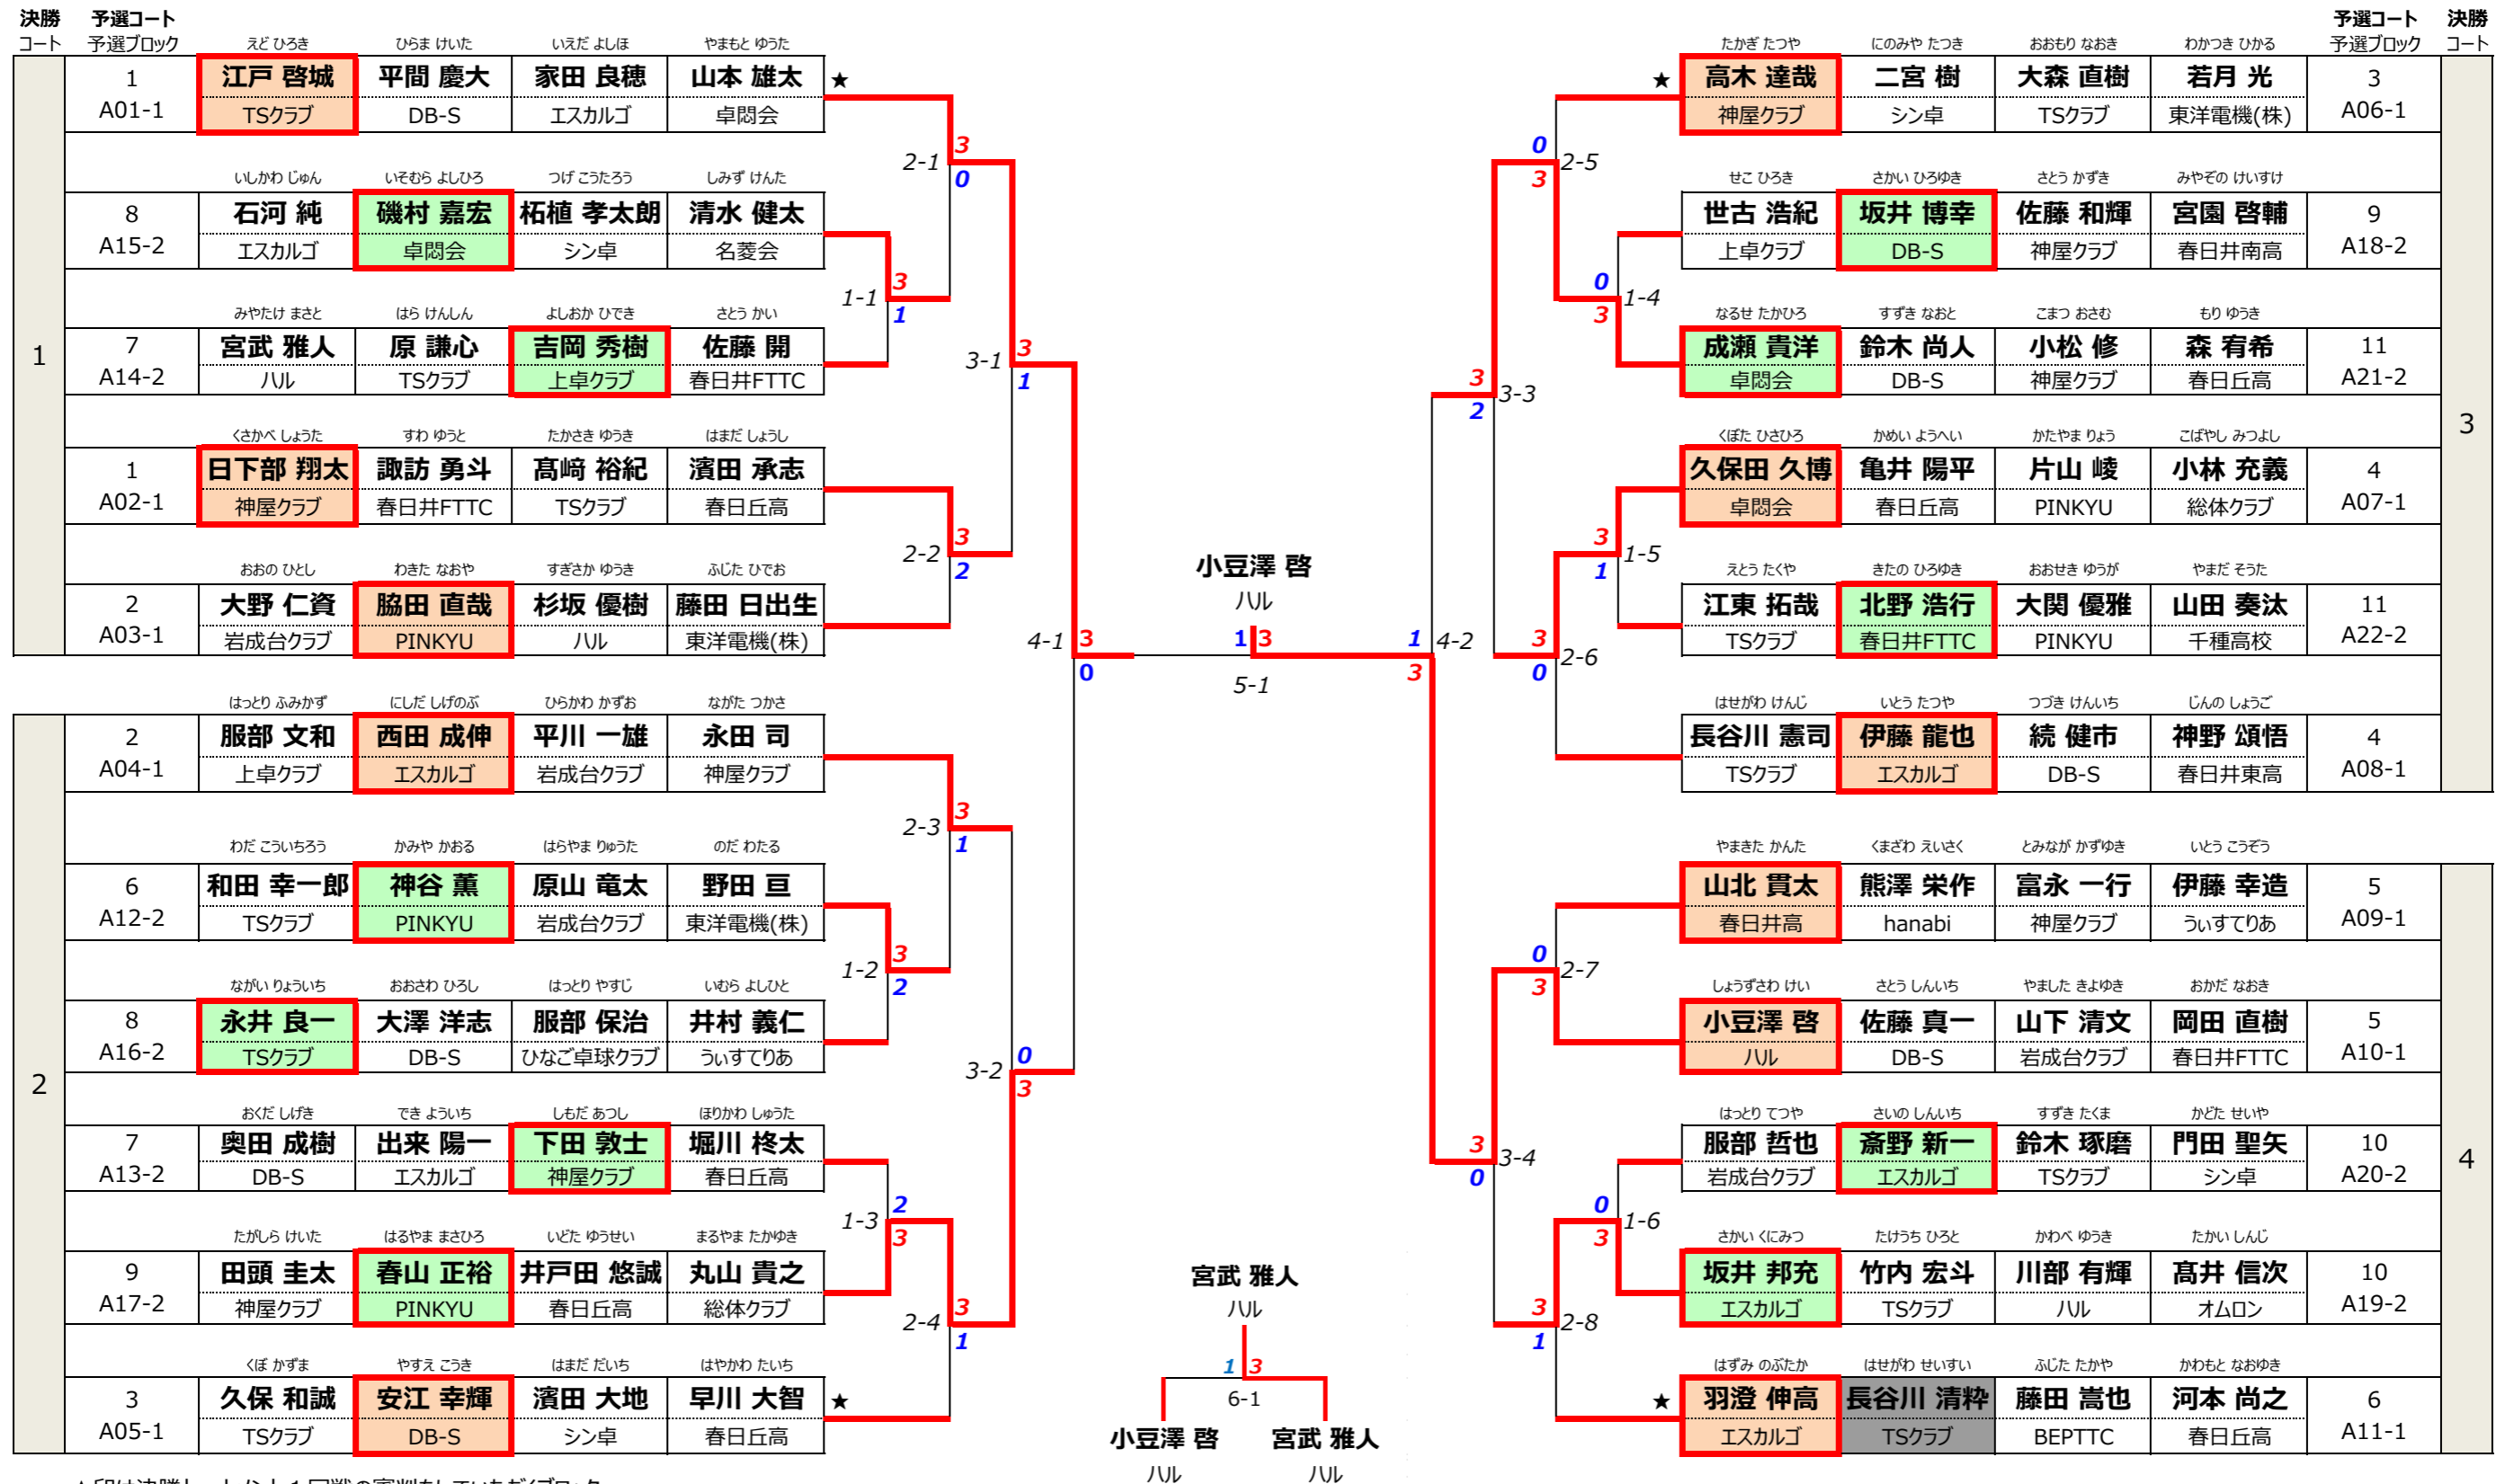 決勝 予選コート
コート 予選ブロック
予選コート 決勝
予選ブロック コート
えど ひろき ひらま けいた いえだ よしほ やまもと ゆうた
1 江戸 啓城 平間 慶大 家田 良穂 山本 雄太 ★
A01-1 TSクラブ DB-S エスカルゴ 卓悶会
3
2-1
0
いしかわ じゅん いそむら よしひろ つげ こうたろう しみず けんた
8 石河 純 磯村 嘉宏 柘植 孝太朗 清水 健太
A15-2 エスカルゴ 卓悶会 シン卓 名菱会
3
1-1
1
みやたけ まさと はら けんしん よしおか ひでき さとう かい
7 宮武 雅人 原 謙心 吉岡 秀樹 佐藤 開
A14-2 ハル TSクラブ 上卓クラブ 春日井FTTC
1
3
3-1
1
くさかべ しょうた すわ ゆうと たかさき ゆうき はまだ しょうし
1 日下部 翔太 諏訪 勇斗 髙﨑 裕紀 濱田 承志
A02-1 神屋クラブ 春日井FTTC TSクラブ 春日丘高
3
2-2
2
おおの ひとし わきた なおや すぎさか ゆうき ふじた ひでお
2 大野 仁資 脇田 直哉 杉坂 優樹 藤田 日出生
A03-1 岩成台クラブ PINKYU ハル 東洋電機(株)
4-1 3
0
はっとり ふみかず にしだ しげのぶ ひらかわ かずお ながた つかさ
2 服部 文和 西田 成伸 平川 一雄 永田 司
A04-1 上卓クラブ エスカルゴ 岩成台クラブ 神屋クラブ
3
2-3
1
わだ こういちろう かみや かおる はらやま りゅうた のだ わたる
6 和田 幸一郎 神谷 薫 原山 竜太 野田 亘
A12-2 TSクラブ PINKYU 岩成台クラブ 東洋電機(株)
3
1-2
2
ながい りょういち おおさわ ひろし はっとり やすじ いむら よしひと
8 永井 良一 大澤 洋志 服部 保治 井村 義仁
A16-2 TSクラブ DB-S ひなご卓球クラブ うぃすてりあ
2
0
3-2
3
おくだ しげき でき よういち しもだ あつし ほりかわ しゅうた
7 奥田 成樹 出来 陽一 下田 敦士 堀川 柊太
A13-2 DB-S エスカルゴ 神屋クラブ 春日丘高
2
1-3
3
たがしら けいた はるやま まさひろ いどた ゆうせい まるやま たかゆき
9 田頭 圭太 春山 正裕 井戸田 悠誠 丸山 貴之
A17-2 神屋クラブ PINKYU 春日丘高 総体クラブ
3
2-4
1
くぼ かずま やすえ こうき はまだ だいち はやかわ たいち
3 久保 和誠 安江 幸輝 濱田 大地 早川 大智 ★
A05-1 TSクラブ DB-S シン卓 春日丘高
小豆澤 啓
ハル
1 3
5-1
宮武 雅人
ハル
1 3
6-1
小豆澤 啓 宮武 雅人
ハル ハル
たかぎ たつや にのみや たつき おおもり なおき わかつき ひかる
★ 高木 達哉 二宮 樹 大森 直樹 若月 光 3
神屋クラブ シン卓 TSクラブ 東洋電機(株) A06-1
0
2-5
3
せこ ひろき さかい ひろゆき さとう かずき みやぞの けいすけ
世古 浩紀 坂井 博幸 佐藤 和輝 宮園 啓輔 9
上卓クラブ DB-S 神屋クラブ 春日井南高 A18-2
0
1-4
3
なるせ たかひろ すずき なおと こまつ おさむ もり ゆうき
成瀬 貴洋 鈴木 尚人 小松 修 森 宥希 11
卓悶会 DB-S 神屋クラブ 春日丘高 A21-2
3
3-3
2
3
くぼた ひさひろ かめい ようへい かたやま りょう こばやし みつよし
久保田 久博 亀井 陽平 片山 崚 小林 充義 4
卓悶会 春日丘高 PINKYU 総体クラブ A07-1
3
1-5
1
えとう たくや きたの ひろゆき おおせき ゆうが やまだ そうた
江東 拓哉 北野 浩行 大関 優雅 山田 奏汰 11
TSクラブ 春日井FTTC PINKYU 千種高校 A22-2
1 4-2
3
3
2-6
0
はせがわ けんじ いとう たつや つづき けんいち じんの しょうご
長谷川 憲司 伊藤 龍也 続 健市 神野 頌悟 4
TSクラブ エスカルゴ DB-S 春日井東高 A08-1
やまきた かんた くまざわ えいさく とみなが かずゆき いとう こうぞう
山北 貫太 熊澤 栄作 富永 一行 伊藤 幸造 5
春日井高 hanabi 神屋クラブ うぃすてりあ A09-1
0
2-7
3
しょうずさわ けい さとう しんいち やました きよゆき おかだ なおき
小豆澤 啓 佐藤 真一 山下 清文 岡田 直樹 5
ハル DB-S 岩成台クラブ 春日井FTTC A10-1
はっとり てつや さいの しんいち すずき たくま かどた せいや
服部 哲也 斎野 新一 鈴木 琢磨 門田 聖矢 10
岩成台クラブ エスカルゴ TSクラブ シン卓 A20-2
3
3-4
0
4
0
1-6
3
さかい くにみつ たけうち ひろと かわべ ゆうき たかい しんじ
坂井 邦充 竹内 宏斗 川部 有輝 髙井 信次 10
エスカルゴ TSクラブ ハル オムロン A19-2
3
2-8
1
はずみ のぶたか はせがわ せいすい ふじた たかや かわもと なおゆき
★ 羽澄 伸高 長谷川 清粋 藤田 嵩也 河本 尚之 6
エスカルゴ TSクラブ BEPTTC 春日丘高 A11-1